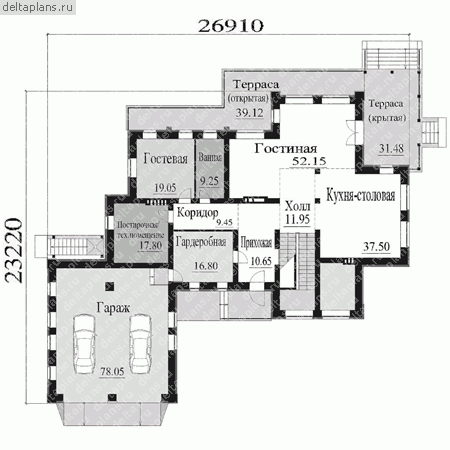 deltaplans.ru
26910
23220
Терраса
(открытая)
39.12
Терраса
(крытая)
31.48
Гостиная
52.15
Гостевая
19.05
Ванна
9.25
Кухня-столовая
37.50
Холл
11.95
Коридор
9.45
Постирочная/
тех.помещение
17.80
Гардеробная
16.80
Прихожая
10.65
Гараж
78.05